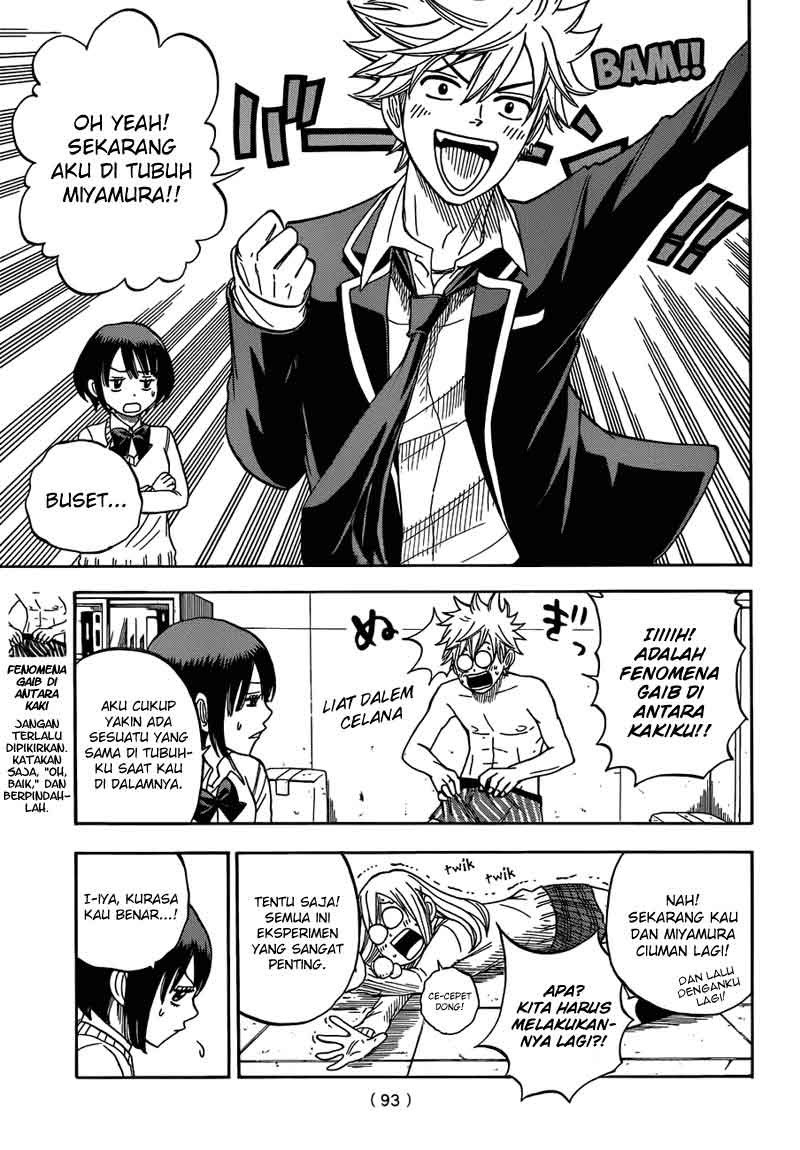 BAM!!
OH YEAH!
SEKARANG
AKU DI TUBUH
MIYAMURA!!
BUSET...
IIIIIH!
ADALAH
FENOMENA
GAIB DI
ANTARA
KAKIKU!!
ぎっ
ぬ
LIAT DALEM
CELANA
AKU CUKUP
YAKIN ADA
SESUATU YANG
SAMA DI TUBUH-
KU SAAT KAU
DI DALAMNYA.
FENOMENA
GAIB DI
ANTARA
KAKI
JANGAN
TERLALU
DIPIKIRKAN.
KATAKAN
SAJA, "OH,
BAIK," DAN
BERPINDAH-
LAH.
NAH!
SEKARANG KAU
DAN MIYAMURA
CIUMAN LAGI!
DAN LALU
DENGANKU
LAGI!
APA?
KITA HARUS
MELAKUKAN-
NYA LAGI?!
twik
twik
CE-CEPET
DONG!
TENTU SAJA!
SEMUA INI
EKSPERIMEN
YANG SANGAT
PENTING.
I-IYA, KURASA
KAU BENAR...!
( 93 )